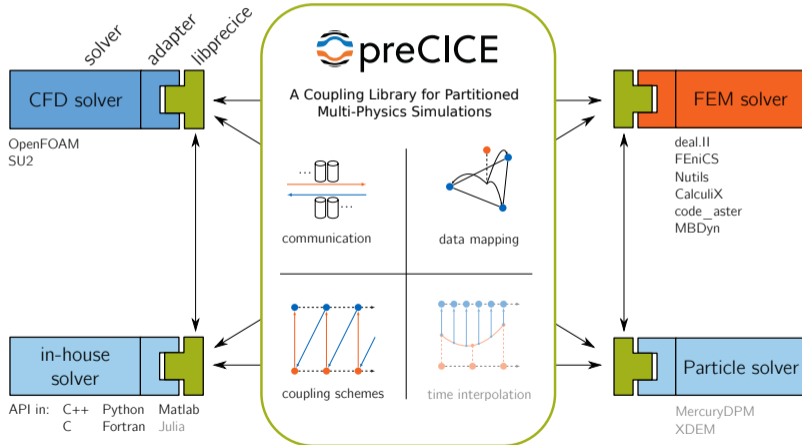 solver
adapter
libprecice
preCICE
A Coupling Library for Partitioned
Multi-Physics Simulations
CFD solver
OpenFOAM
SU2
FEM solver
deal.II
FEniCS
Nutils
CalculiX
code_aster
MBDyn
...
...
communication
data mapping
coupling schemes
time interpolation
in-house
solver
API in: C++ Python Matlab
C Fortran Julia
Particle solver
MercuryDPM
XDEM